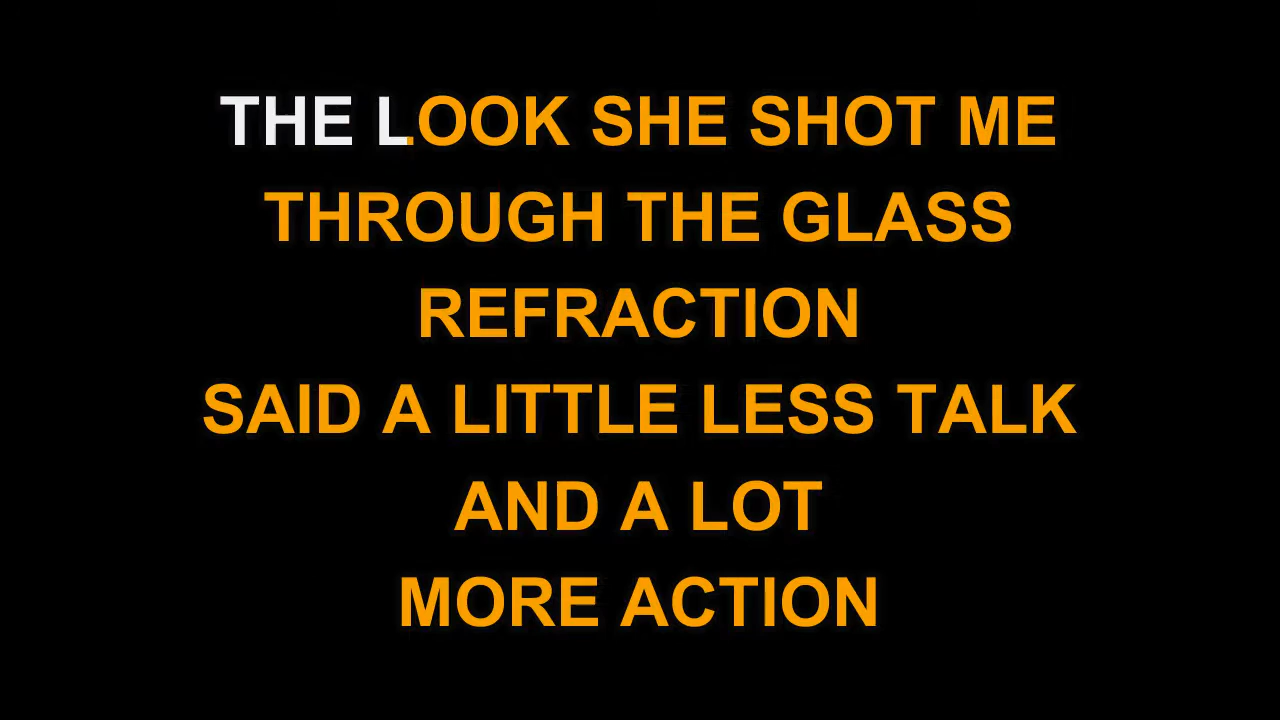 THE LOOK SHE SHOT ME
THROUGH THE GLASS
REFRACTION
SAID A LITTLE LESS TALK
AND A LOT
MORE ACTION